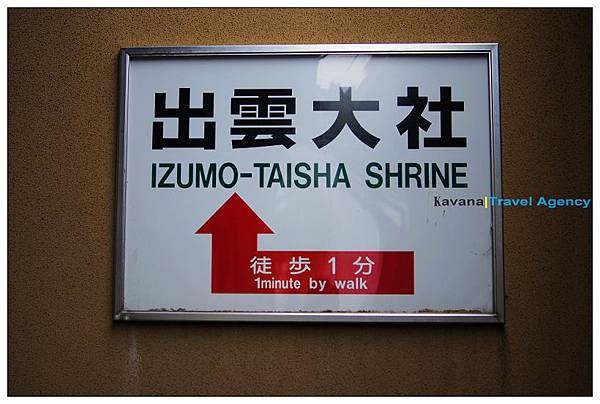 出雲大社
IZUMO-TAISHA SHRINE
Kavana|Travel Agency
徒歩1分
1minute by walk